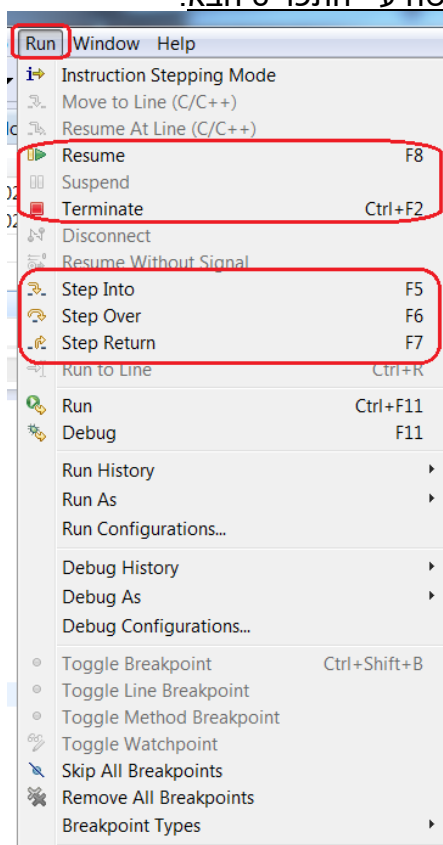 התפריט הבא:
Run Window Help
Instruction Stepping Mode
Move to Line (C/C++)
Resume At Line (C/C++)
Resume F8
Suspend
Terminate Ctrl+F2
Disconnect
Resume Without Signal
Step Into F5
Step Over F6
Step Return F7
Run to Line Ctrl+R
Run Ctrl+F11
Debug F11
Run History
Run As
Run Configurations...
Debug History
Debug As
Debug Configurations...
Toggle Breakpoint Ctrl+Shift+B
Toggle Line Breakpoint
Toggle Method Breakpoint
Toggle Watchpoint
Skip All Breakpoints
Remove All Breakpoints
Breakpoint Types